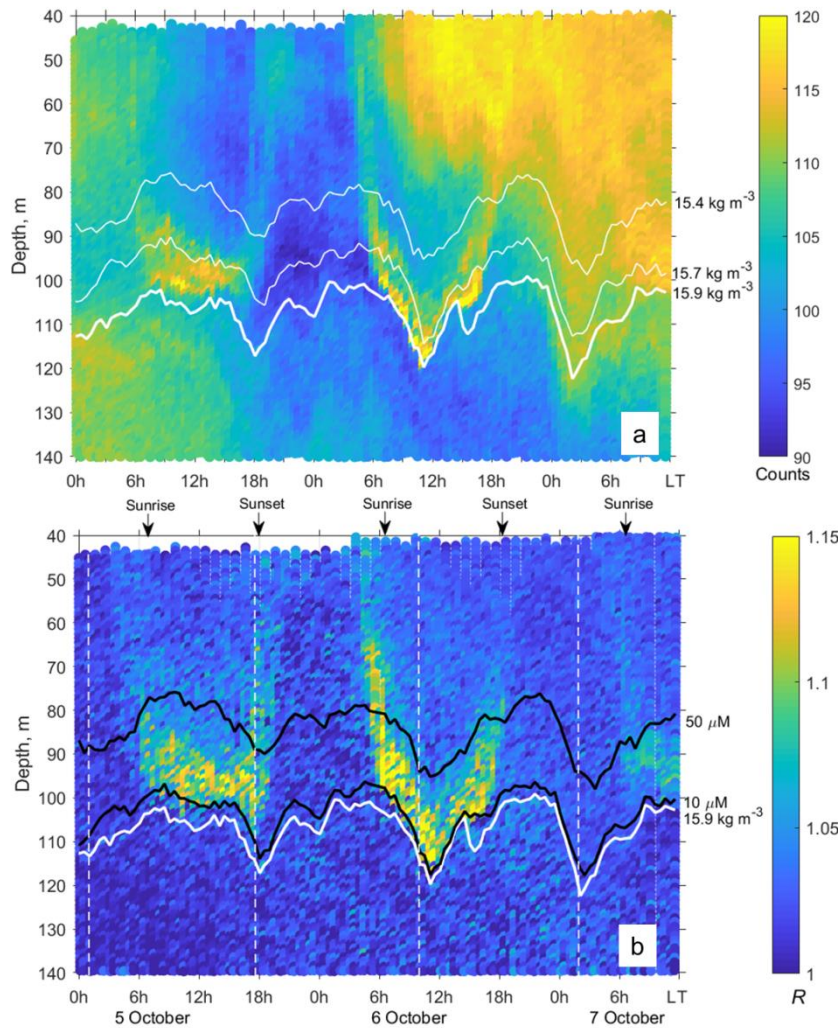 40
50
60
70
80
90
100
110
120
130
140
Depth, m
15.4 kg m⁻³
15.7 kg m⁻³
15.9 kg m⁻³
a
0h 6h 12h 18h 0h 6h 12h 18h 0h 6h LT
120
115
110
105
100
95
90
Counts
Sunrise Sunset Sunrise Sunset Sunrise
40
50
60
70
80
90
100
110
120
130
140
Depth, m
50 μM
10 μM
15.9 kg m⁻³
b
0h 6h 12h 18h 0h 6h 12h 18h 0h 6h LT
5 October 6 October 7 October
1.15
1.1
1.05
1
R